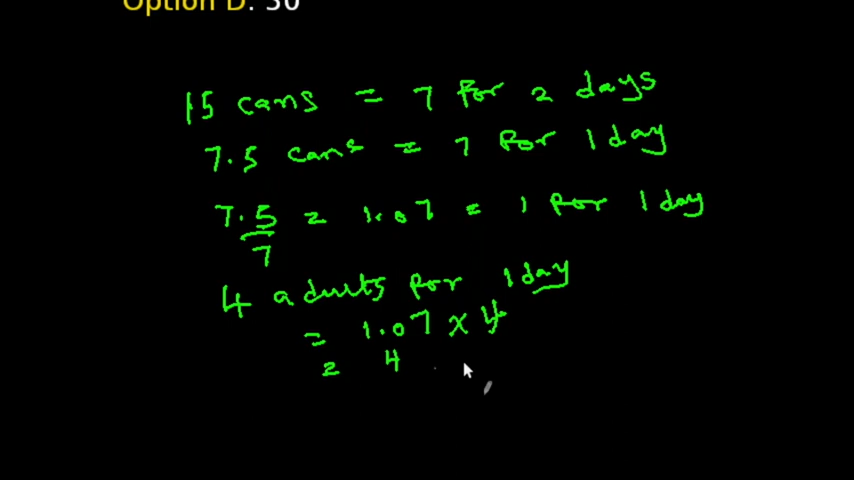 Option D: 30
15 cans = 7 for 2 days
7.5 cans = 7 for 1 day
7.5 = 1.07 = 1 for 1 day
7
4 adults for 1 day
= 1.07 x 4
= 4